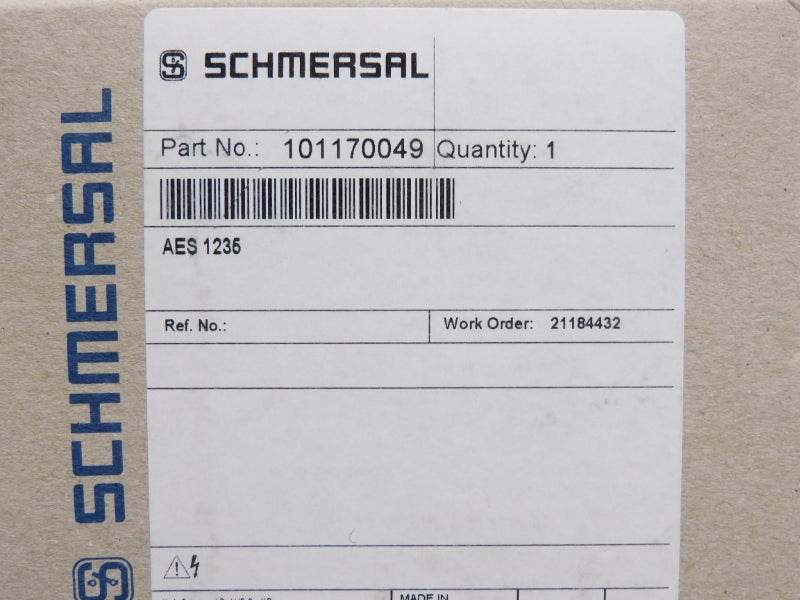 SCHMERSAL
SCHMERSAL
Part No.: 101170049 Quantity: 1
AES 1235
Ref. No.: Work Order: 21184432
MADE IN